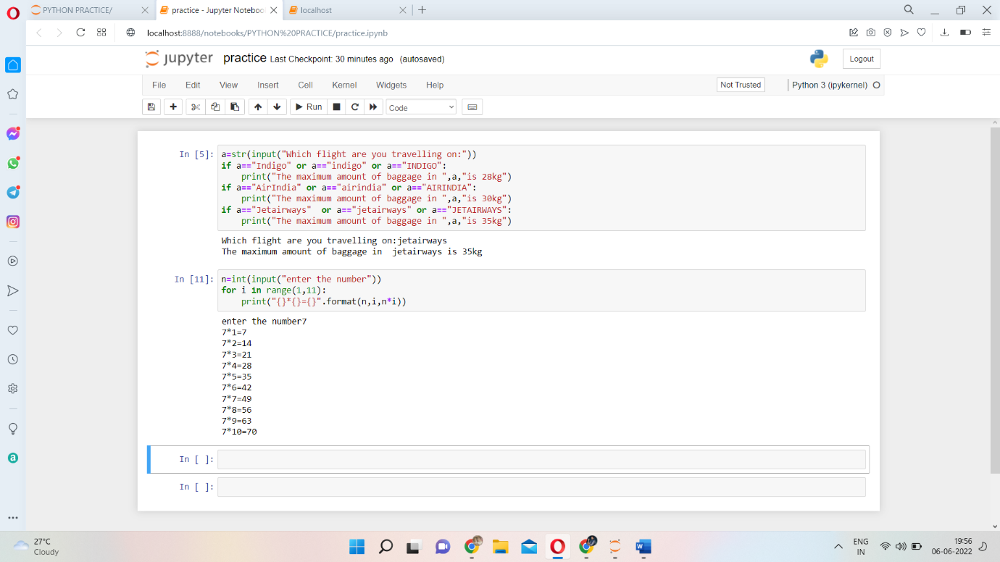 PYTHON PRACTICE/ practice - Jupyter Noteboo localhost
localhost:8888/notebooks/PYTHON%20PRACTICE/practice.ipynb
jupyter practice Last Checkpoint: 30 minutes ago (autosaved) Logout
File Edit View Insert Cell Kernel Widgets Help Not Trusted Python 3 (ipykernel)
Run Code
In [5]: a=str(input("Which flight are you travelling on:"))
if a=="Indigo" or a=="indigo" or a=="INDIGO":
    print("The maximum amount of baggage in ",a,"is 28kg")
if a=="AirIndia" or a=="airindia" or a=="AIRINDIA":
    print("The maximum amount of baggage in ",a,"is 30kg")
if a=="Jetairways"  or a=="jetairways" or a=="JETAIRWAYS":
    print("The maximum amount of baggage in ",a,"is 35kg")
Which flight are you travelling on:jetairways
The maximum amount of baggage in  jetairways is 35kg
In [11]: n=int(input("enter the number"))
for i in range(1,11):
    print("{}*{}={}".format(n,i,n*i))
enter the number7
7*1=7
7*2=14
7*3=21
7*4=28
7*5=35
7*6=42
7*7=49
7*8=56
7*9=63
7*10=70
In [ ]:
In [ ]:
27°C
Cloudy
ENG
IN
19:56
06-06-2022